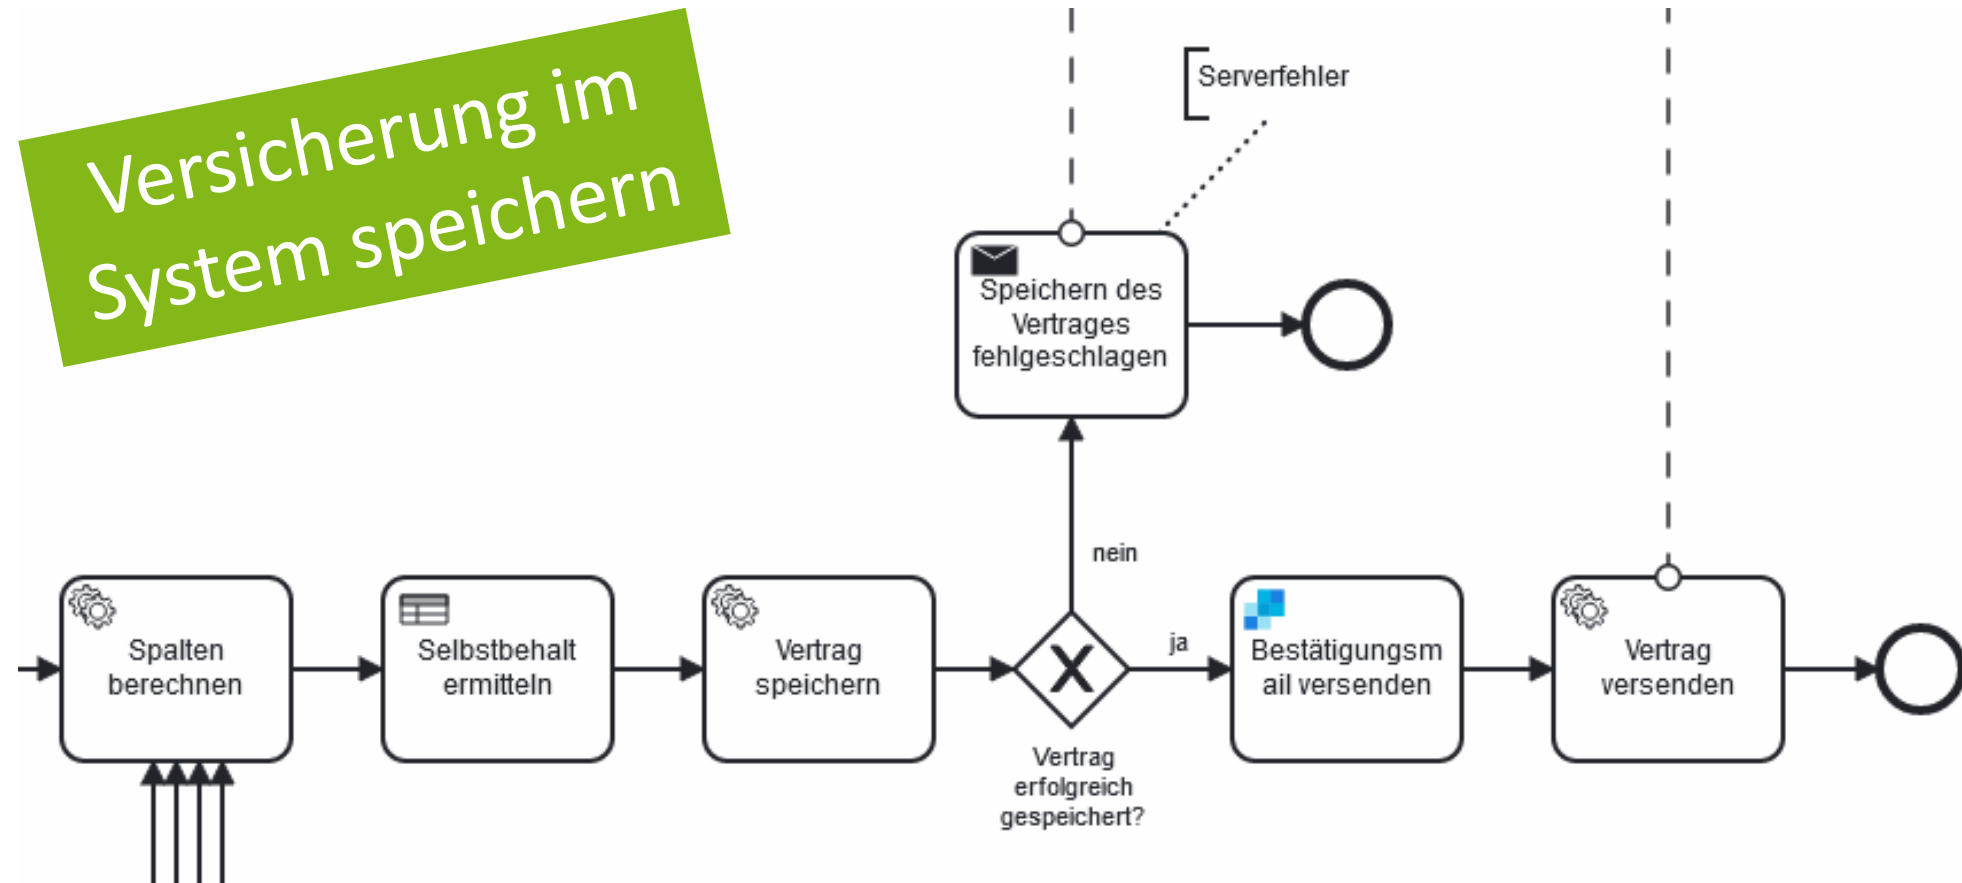 Versicherung im
System speichern
Serverfehler
Speichern des
Vertrages
fehlgeschlagen
nein
Spalten
berechnen
Selbstbehalt
ermitteln
Vertrag
speichern
ja
Bestätigungsm
ail versenden
Vertrag
versenden
Vertrag
erfolgreich
gespeichert?